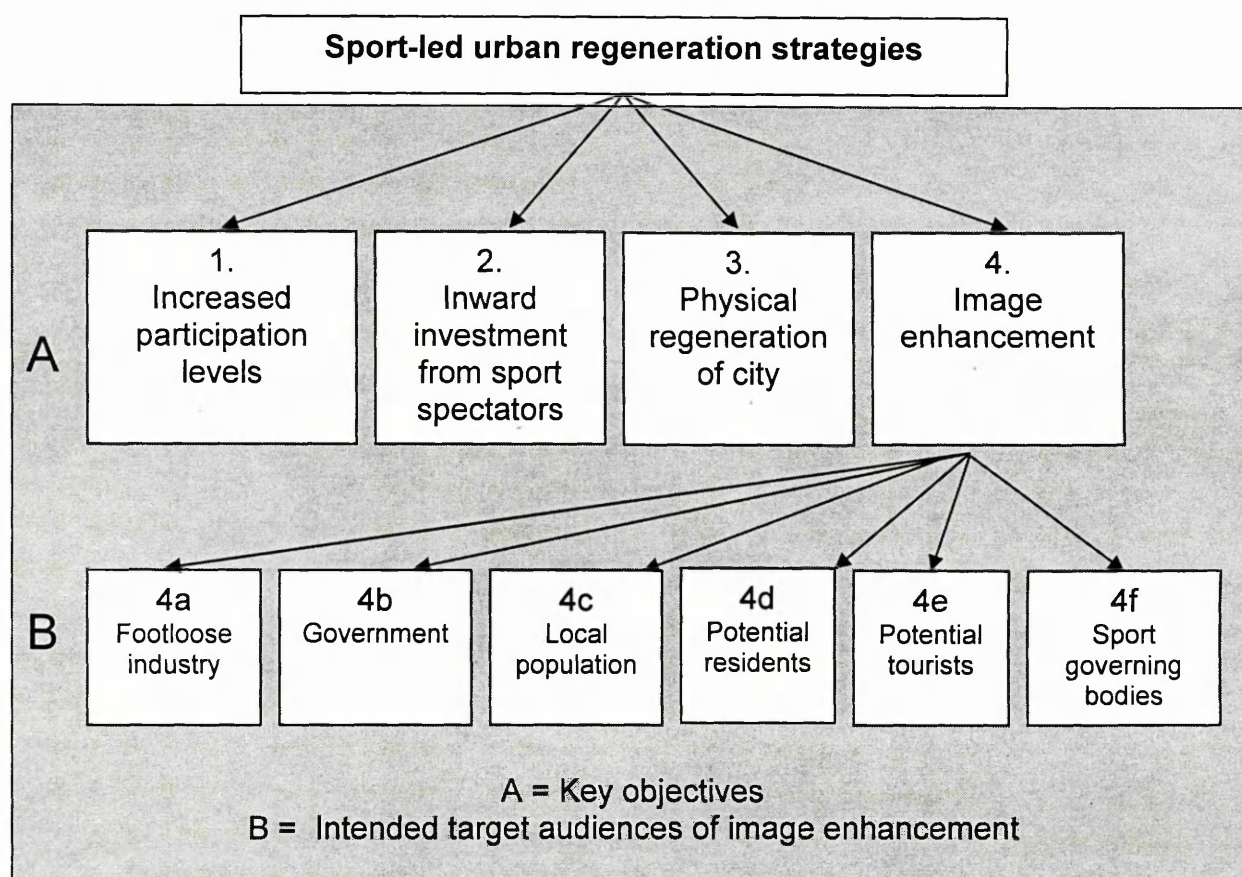 Sport-led urban regeneration strategies
A
1.
Increased
participation
levels
2.
Inward
investment
from sport
spectators
3.
Physical
regeneration
of city
4.
Image
enhancement
B
4a
Footloose
industry
4b
Government
4c
Local
population
4d
Potential
residents
4e
Potential
tourists
4f
Sport
governing
bodies
A = Key objectives
B = Intended target audiences of image enhancement